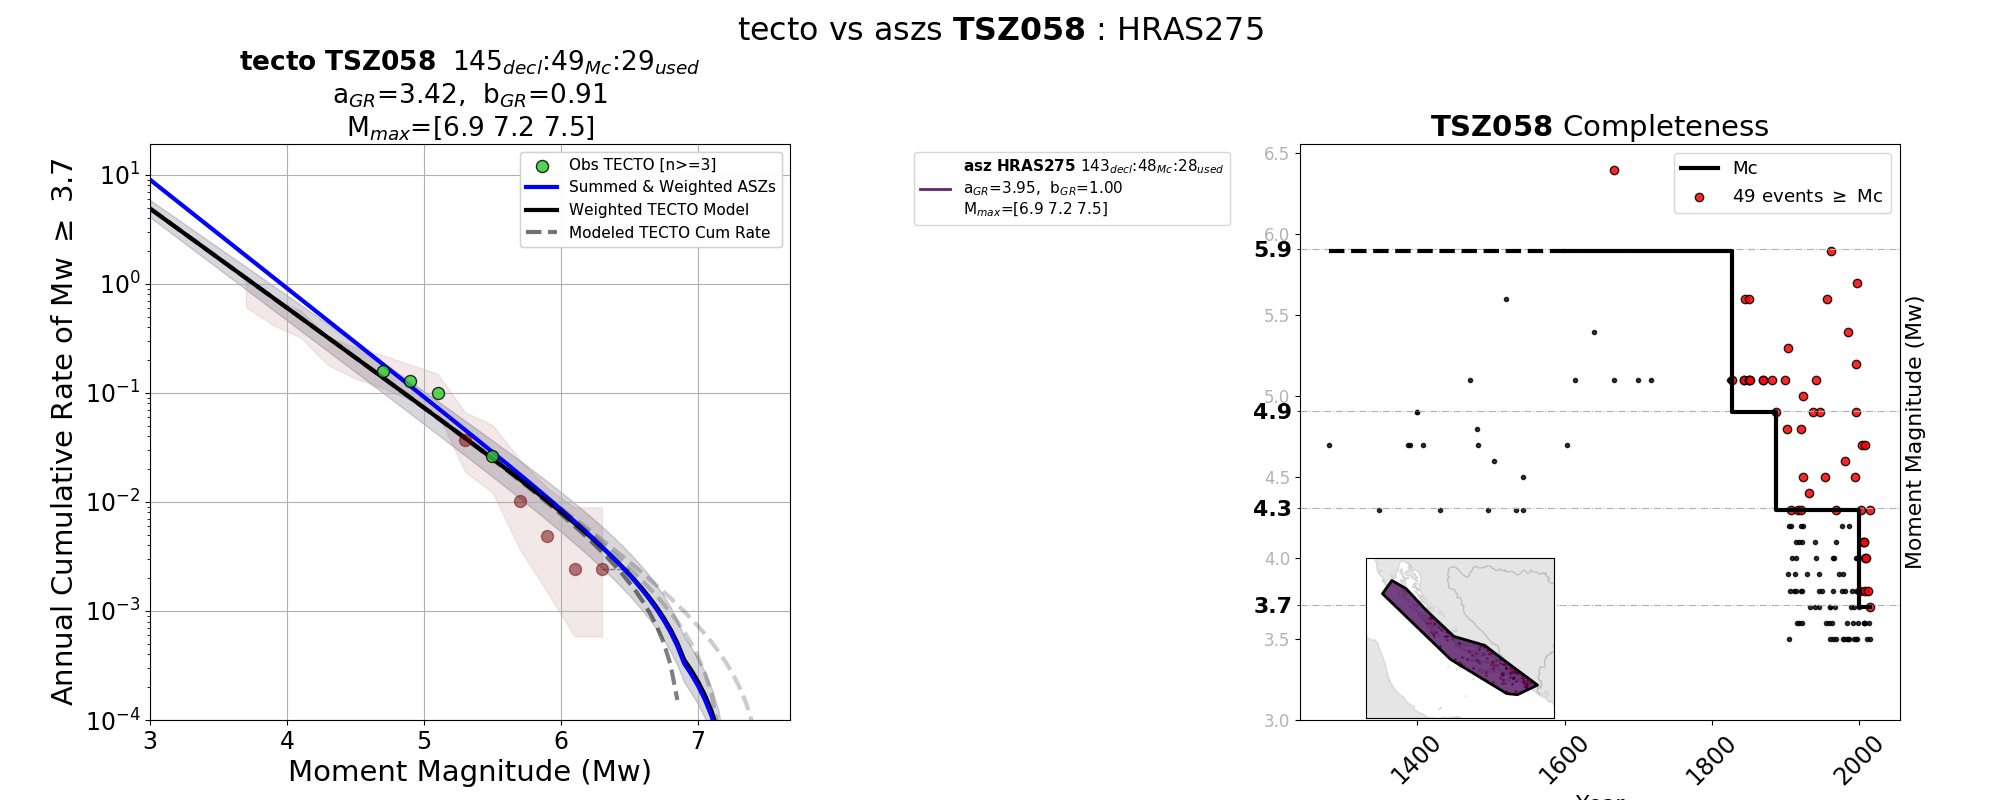 tecto vs aszs TSZ058 : HRAS275
tecto TSZ058 145decl:49Mc:29used
aGR=3.42, bGR=0.91
Mmax=[6.9 7.2 7.5]
Annual Cumulative Rate of Mw ≥ 3.7
10^1
10^0
10^−1
10^−2
10^−3
10^−4
Obs TECTO [n>=3]
Summed & Weighted ASZs
Weighted TECTO Model
Modeled TECTO Cum Rate
3 4 5 6 7
Moment Magnitude (Mw)
asz HRAS275 143decl:48Mc:28used
aGR=3.95, bGR=1.00
Mmax=[6.9 7.2 7.5]
TSZ058 Completeness
Mc
49 events ≥ Mc
6.5
6.0
5.9
5.5
5.0
4.9
4.5
4.3
4.0
3.7
3.5
3.0
Moment Magnitude (Mw)
1400 1600 1800 2000
Year